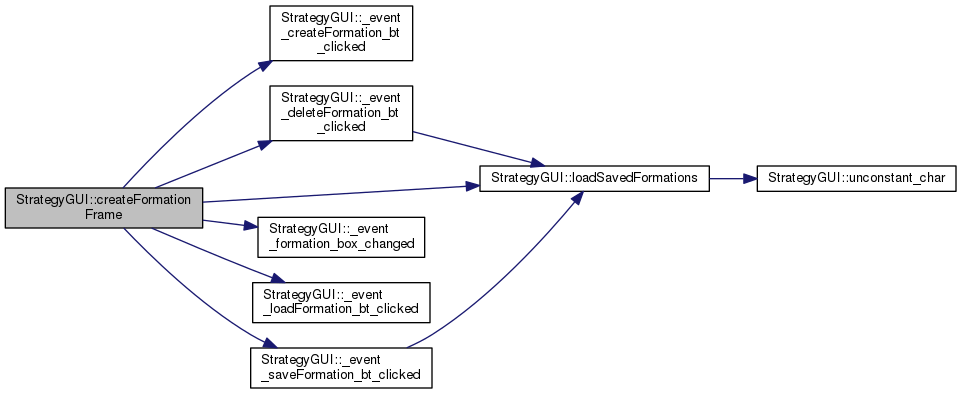 StrategyGUI::_event
_createFormation_bt
_clicked
StrategyGUI::_event
_deleteFormation_bt
_clicked
StrategyGUI::loadSavedFormations
StrategyGUI::unconstant_char
StrategyGUI::createFormation
Frame
StrategyGUI::_event
_formation_box_changed
StrategyGUI::_event
_loadFormation_bt_clicked
StrategyGUI::_event
_saveFormation_bt_clicked